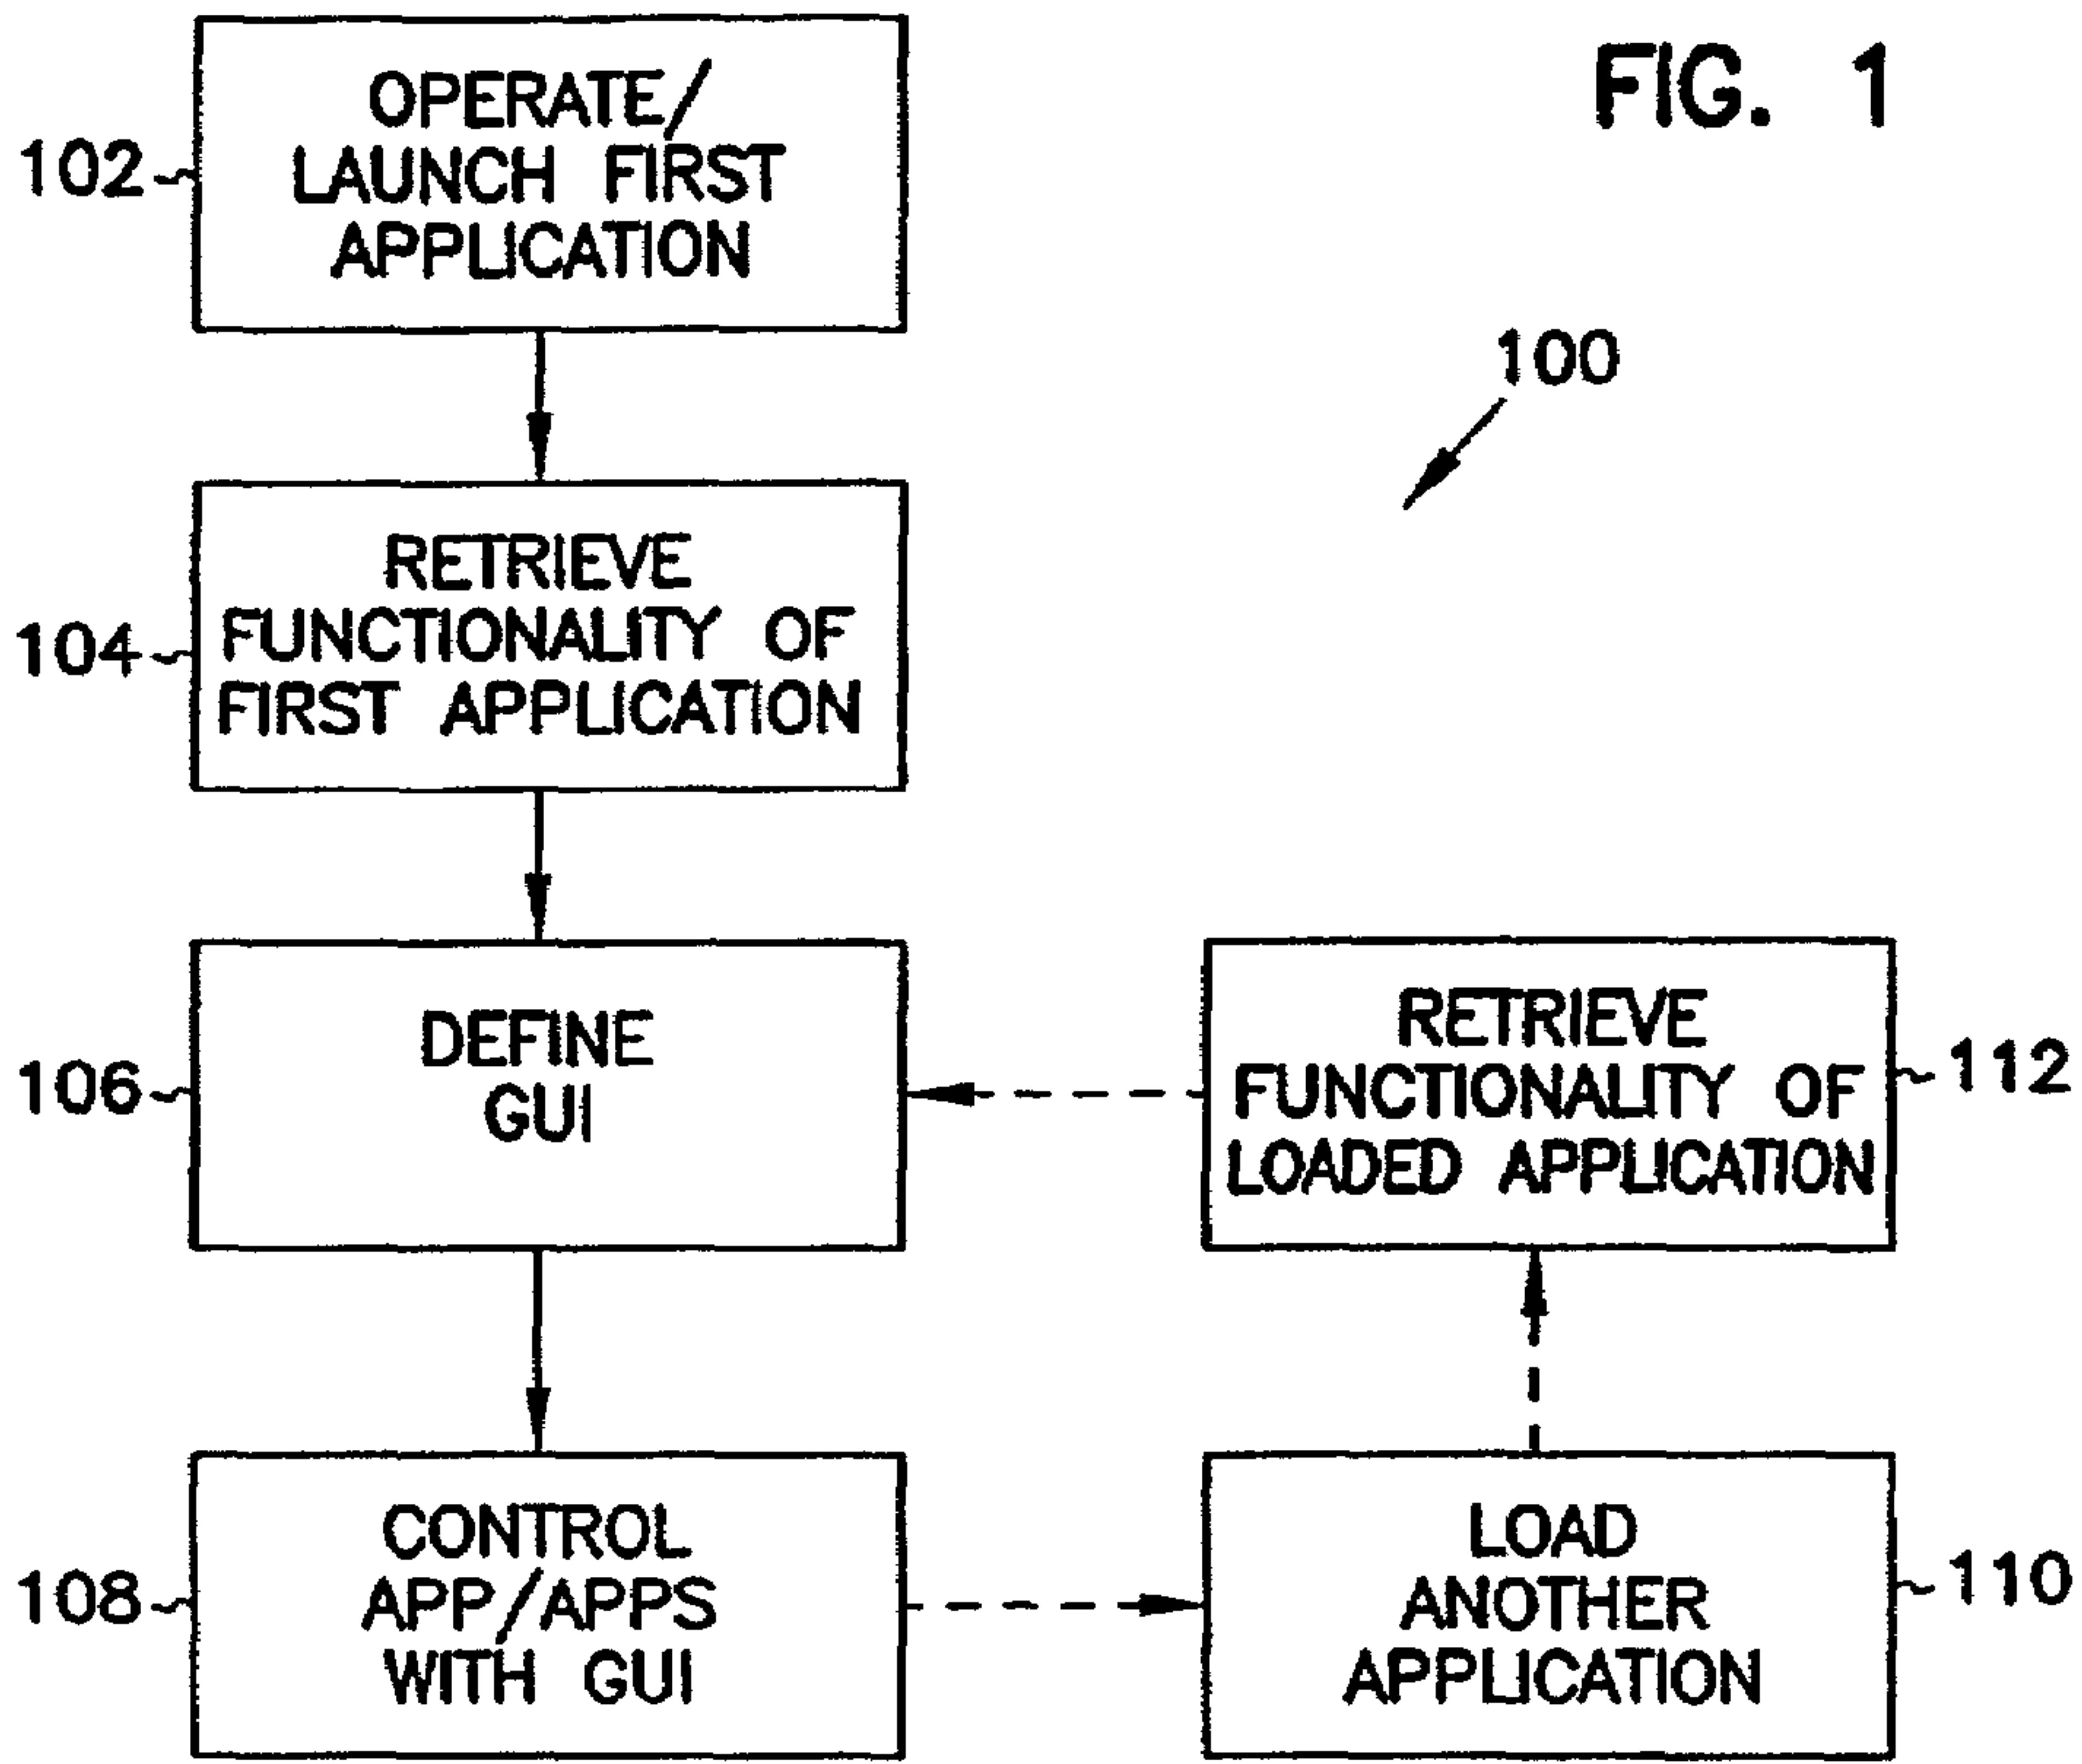 FIG. 1
100
102
OPERATE/
LAUNCH FIRST
APPLICATION
104
RETRIEVE
FUNCTIONALITY OF
FIRST APPLICATION
106
DEFINE
GUI
112
RETRIEVE
FUNCTIONALITY OF
LOADED APPLICATION
108
CONTROL
APP/APPS
WITH GUI
110
LOAD
ANOTHER
APPLICATION